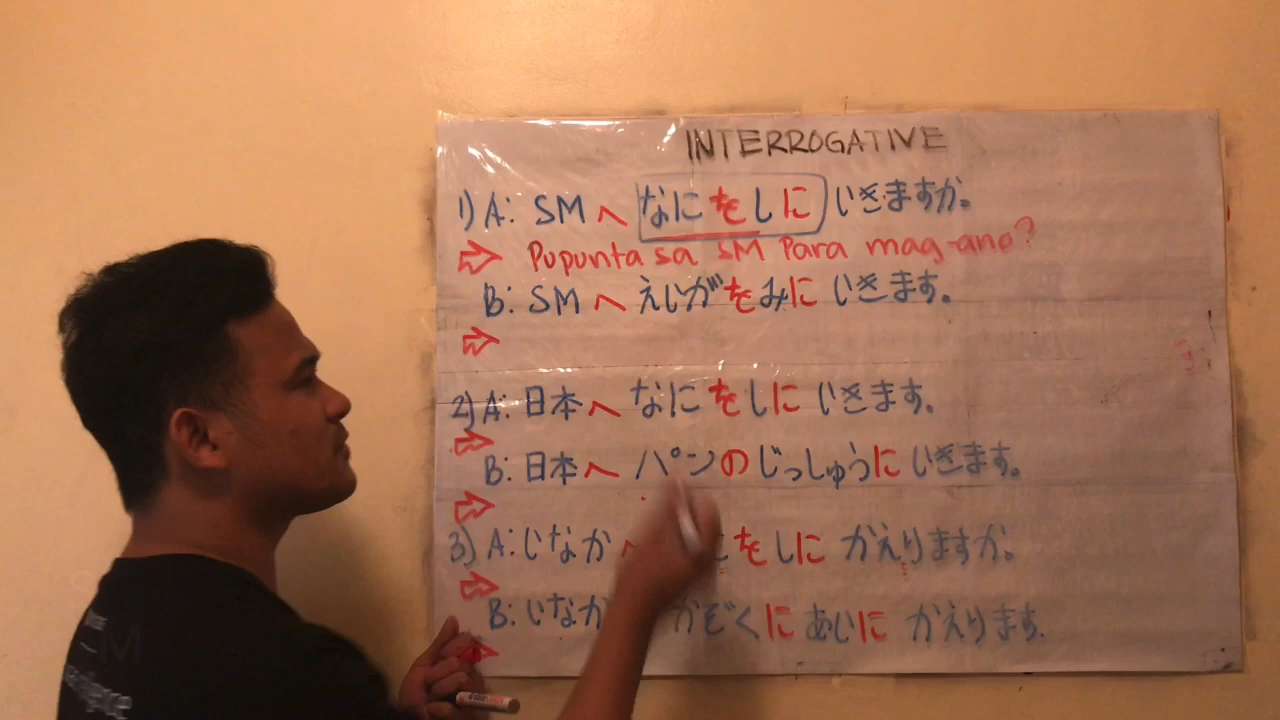 INTERROGATIVE
1) A: SM へ なにをしに いきますか。
⇨ Pupunta sa SM Para mag-ano?
B: SM へ えいがをみに いきます。
2) A: 日本へ なにをしに いきます。
B: 日本へ パンのじっしゅうに いきます。
3) A: いなか へ をしに かえりますか。
B: いなか かぞくに あいに かえります.